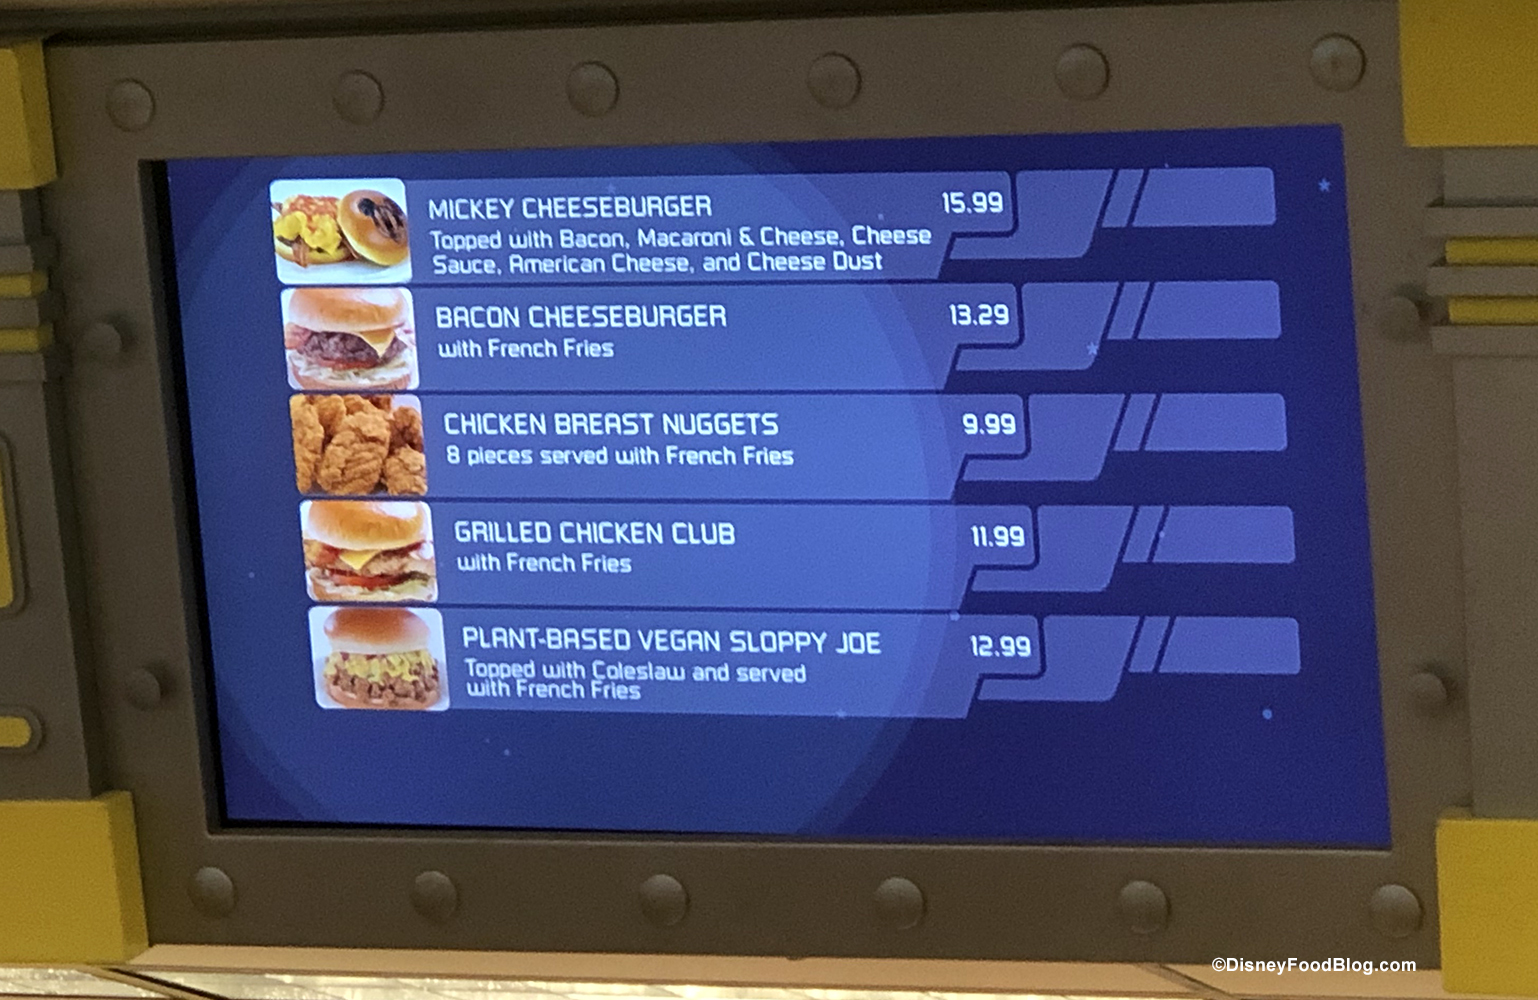 MICKEY CHEESEBURGER 15.99
Topped with Bacon, Macaroni & Cheese, Cheese
Sauce, American Cheese, and Cheese Dust
BACON CHEESEBURGER 13.29
with French Fries
CHICKEN BREAST NUGGETS 9.99
8 pieces served with French Fries
GRILLED CHICKEN CLUB 11.99
with French Fries
PLANT-BASED VEGAN SLOPPY JOE 12.99
Topped with Coleslaw and served
with French Fries
©DisneyFoodBlog.com